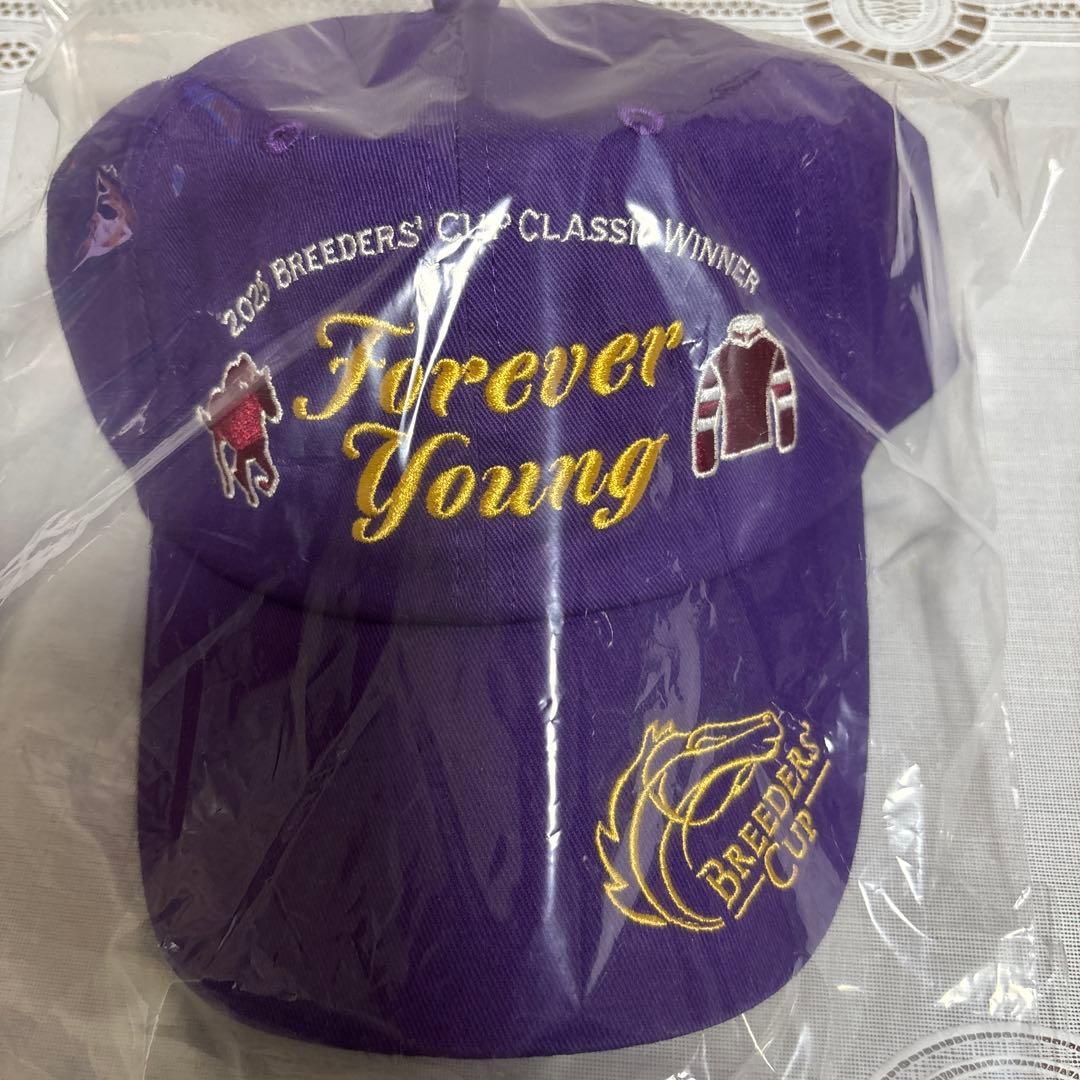 2025 BREEDERS' CUP CLASSIC WINNER
Forever
Young
BREEDERS'
CUP